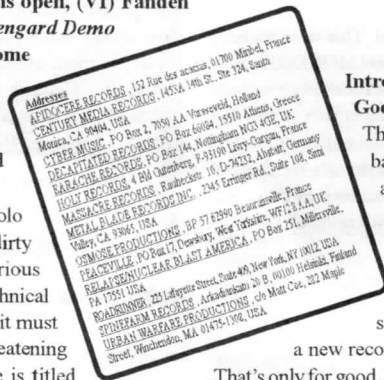 is open, (VI) Fanden
engard Demo
ome
Addresses
APIDOCERE RECORDS, 152 Rue des acacias, 01700 Miribel, France
CENTURY MEDIA RECORDS, 1453A 14th St., Ste 324, Santa
Monica, CA 90404, USA
CYBER MUSIC, PO Box 2, 7050 AA Varsseveld, Holland
DECAPITATED RECORDS, PO Box 66094, 15510 Athens, Greece
EARACHE RECORDS, PO Box 144, Nottingham NG3 4GE, UK
HOLY RECORDS, 4 Bld Gutenberg, F-93190 Livry-Gargan, France
MASSACRE RECORDS, Rauheckstr. 10, D-74232, Abstatt, Germany
METAL BLADE RECORDS INC., 2345 Erringer Rd., Suite 108, Simi
Valley, CA 93065, USA
OSMOSE PRODUCTIONS, BP 57 62990 Beaurainville, France
PEACEVILLE, PO Box 17, Dewsbury, West Yorkshire, WF12 8AA, UK
RELAPSE/NUCLEAR BLAST AMERICA, PO Box 251, Millersville,
PA 17551 USA
ROADRUNNER, 225 Lafayette Street, Suite 409, New York, NY 10012, USA
SPINEFARM RECORDS, Arkadiankatu 20 B, 00100 Helsinki, Finland
URBAN WARFARE PRODUCTIONS, c/o Matt Coe, 282 Maple
Street, Winchendon, MA 01475-1302, USA
Intro
Goo
Th
ba
a
olo
dirty
rious
hnical
it must
eatening
e is titled
s
a new reco
That's only for good